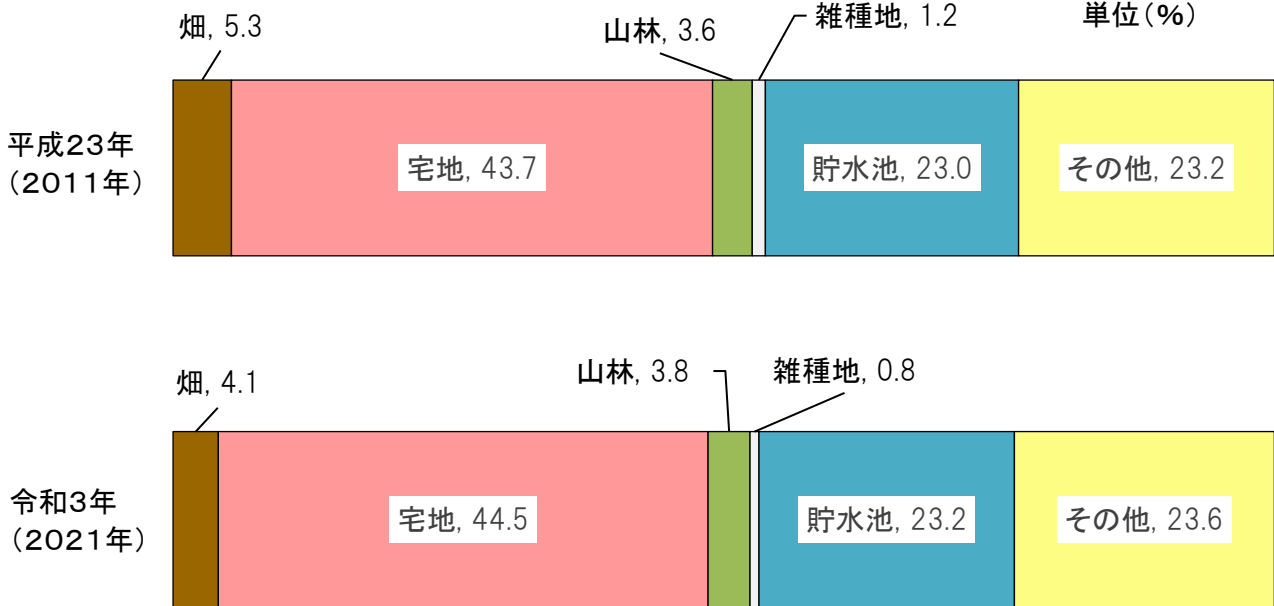 単位(%)
畑, 5.3
山林, 3.6
雑種地, 1.2
平成23年
(2011年)
宅地, 43.7
貯水池, 23.0
その他, 23.2
畑, 4.1
山林, 3.8
雑種地, 0.8
令和3年
(2021年)
宅地, 44.5
貯水池, 23.2
その他, 23.6